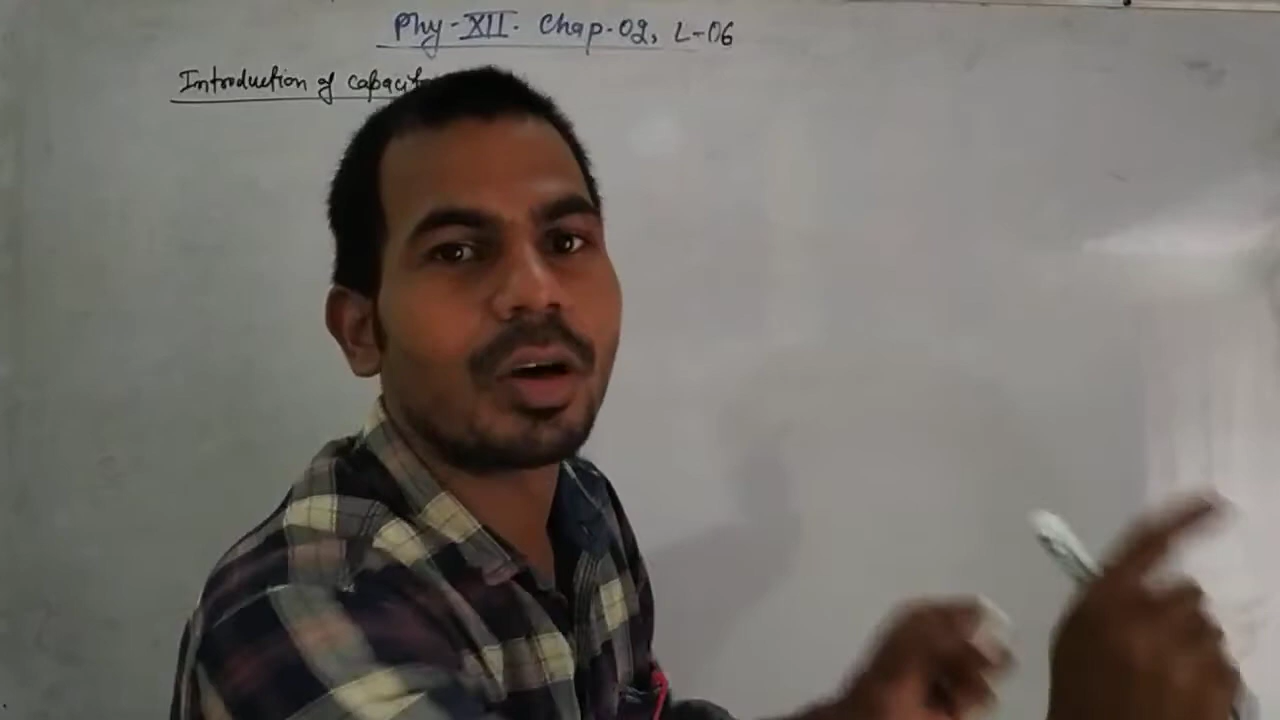 Phy-XII. Chap-02, L-06
Introduction of